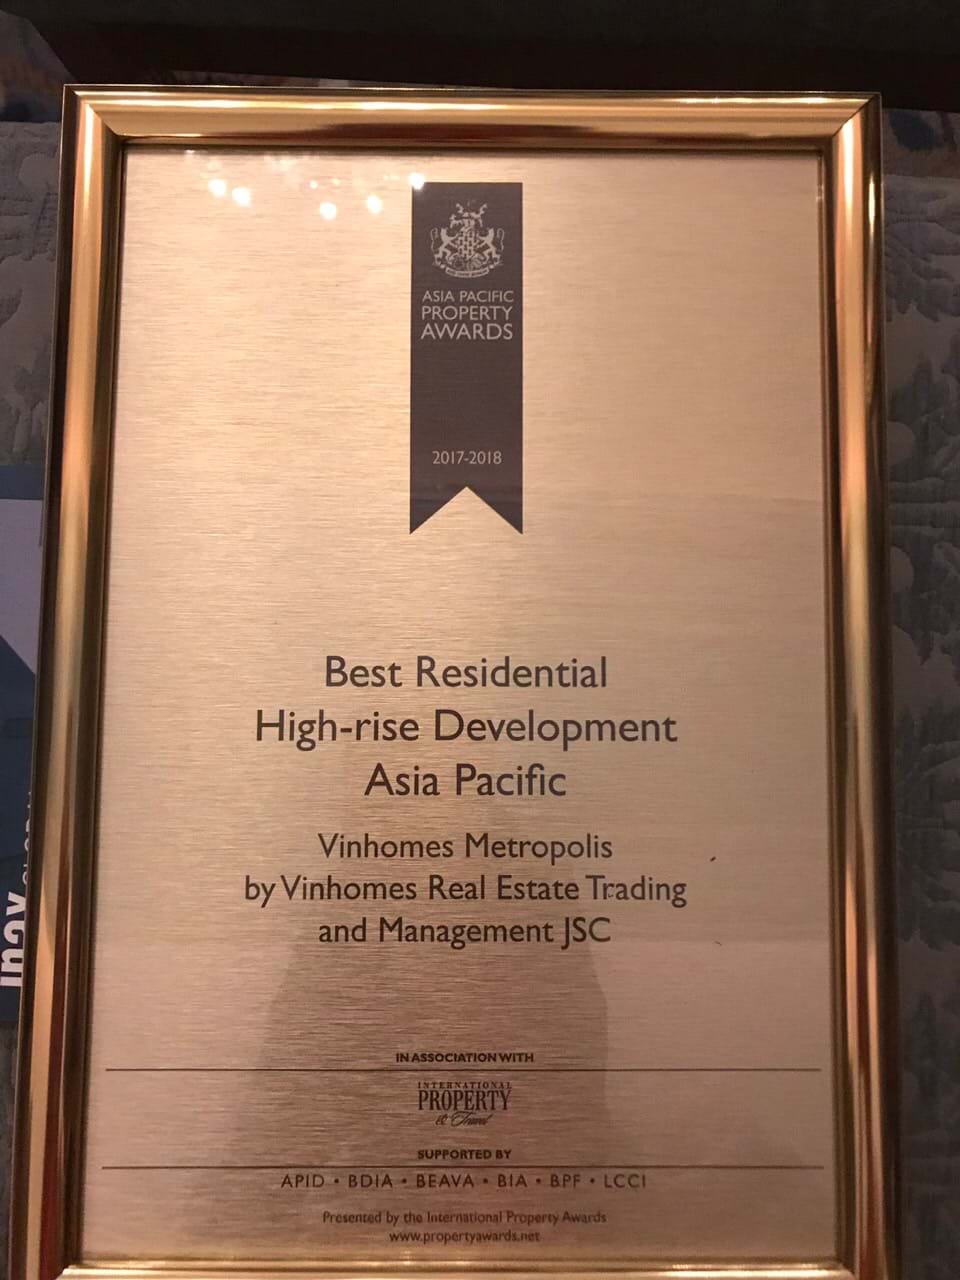 ASIA PACIFIC
PROPERTY
AWARDS
2017-2018
Best Residential
High-rise Development
Asia Pacific
Vinhomes Metropolis
by Vinhomes Real Estate Trading
and Management JSC
IN ASSOCIATION WITH
INTERNATIONAL
PROPERTY
& Travel
SUPPORTED BY
APID • BDIA • BEAVA • BIA • BPF • LCCI
Presented by the International Property Awards
www.propertyawards.net